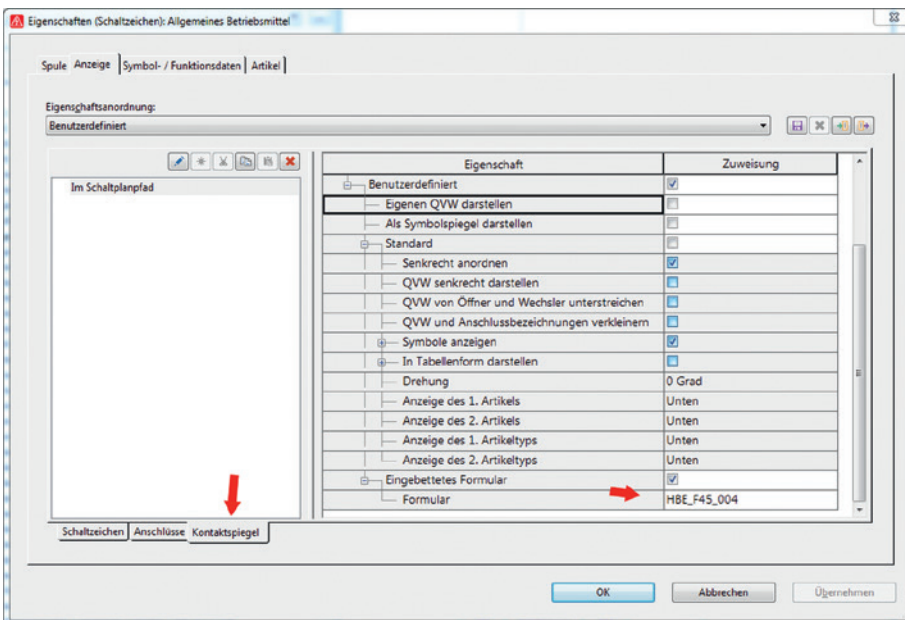 Eigenschaften (Schaltzeichen): Allgemeines Betriebsmittel
Spule Anzeige Symbol- / Funktionsdaten Artikel
Eigenschaftsanordnung:
Benutzerdefiniert
Im Schaltplanpfad
Eigenschaft Zuweisung
Benutzerdefiniert
Eigenen QVW darstellen
Als Symbolspiegel darstellen
Standard
Senkrecht anordnen
QVW senkrecht darstellen
QVW von Öffner und Wechsler unterstreichen
QVW und Anschlussbezeichnungen verkleinern
Symbole anzeigen
In Tabellenform darstellen
Drehung 0 Grad
Anzeige des 1. Artikels Unten
Anzeige des 2. Artikels Unten
Anzeige des 1. Artikeltyps Unten
Anzeige des 2. Artikeltyps Unten
Eingebettetes Formular
Formular HBE_F45_004
Schaltzeichen Anschlüsse Kontaktspiegel
OK Abbrechen Übernehmen